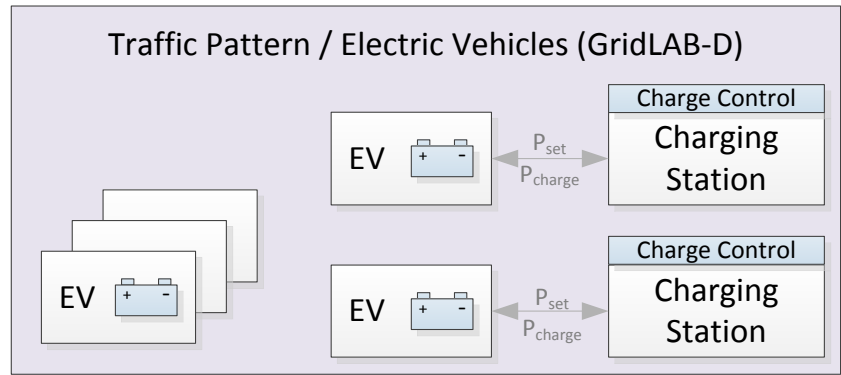 Traffic Pattern / Electric Vehicles (GridLAB-D)
Charge Control
EV + - Pset Charging
Pcharge Station
Charge Control
EV + -
EV + - Pset Charging
Pcharge Station